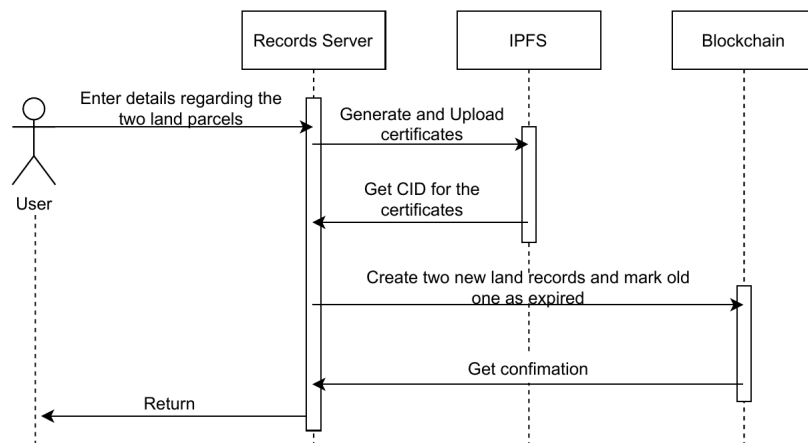 Records Server
IPFS
Blockchain
Enter details regarding the
two land parcels
Generate and Upload
certificates
User
Get CID for the
certificates
Create two new land records and mark old
one as expired
Get confimation
Return